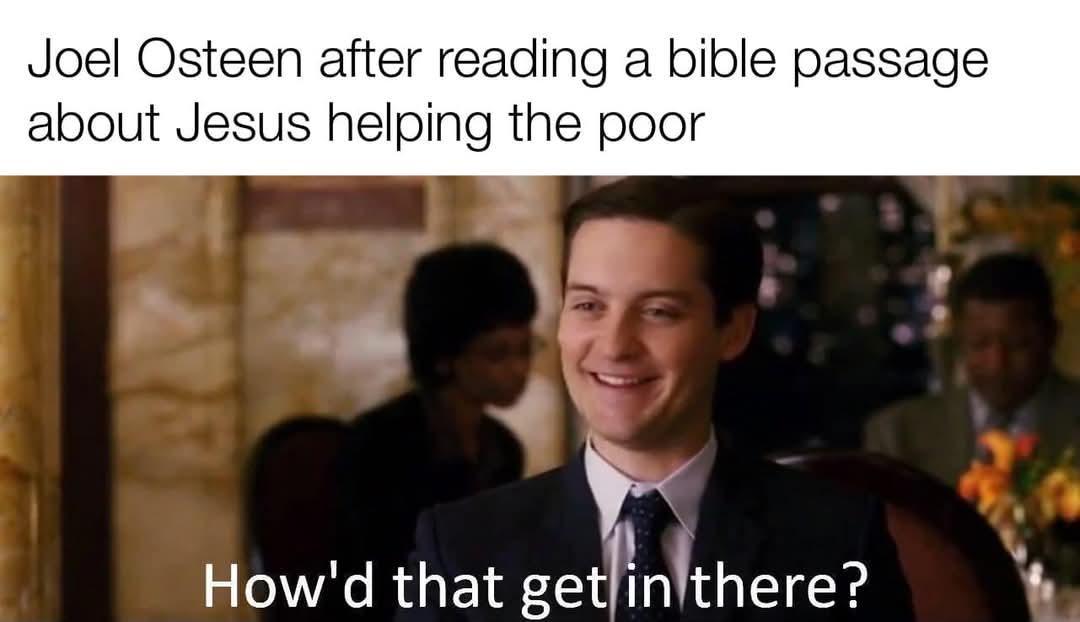 Joel Osteen after reading a bible passage
about Jesus helping the poor
How'd that get in there?